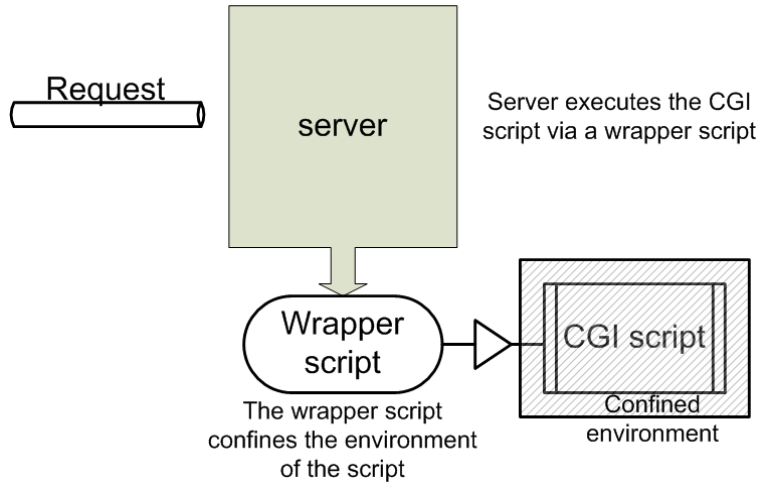 Request
server
Server executes the CGI
script via a wrapper script
Wrapper
script
CGI script
The wrapper script
confines the environment
of the script
Confined
environment